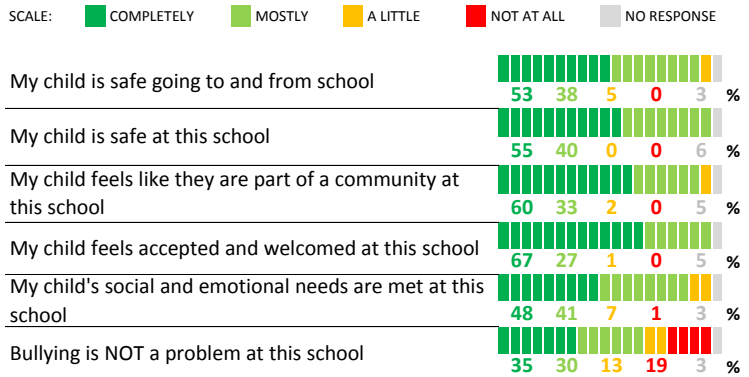 SCALE: COMPLETELY MOSTLY A LITTLE NOT AT ALL NO RESPONSE
My child is safe going to and from school
53 38 5 0 3 %
My child is safe at this school
55 40 0 0 6 %
My child feels like they are part of a community at
this school
60 33 2 0 5 %
My child feels accepted and welcomed at this school
67 27 1 0 5 %
My child's social and emotional needs are met at this
school
48 41 7 1 3 %
Bullying is NOT a problem at this school
35 30 13 19 3 %